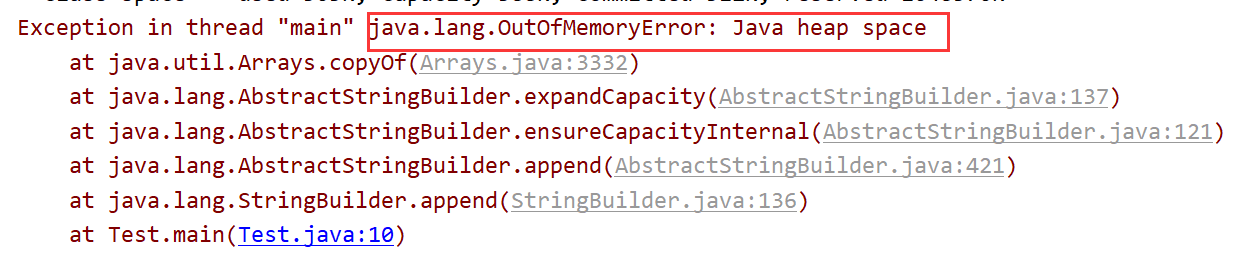 Exception in thread "main" java.lang.OutOfMemoryError: Java heap space
at java.util.Arrays.copyOf(Arrays.java:3332)
at java.lang.AbstractStringBuilder.expandCapacity(AbstractStringBuilder.java:137)
at java.lang.AbstractStringBuilder.ensureCapacityInternal(AbstractStringBuilder.java:121)
at java.lang.AbstractStringBuilder.append(AbstractStringBuilder.java:421)
at java.lang.StringBuilder.append(StringBuilder.java:136)
at Test.main(Test.java:10)